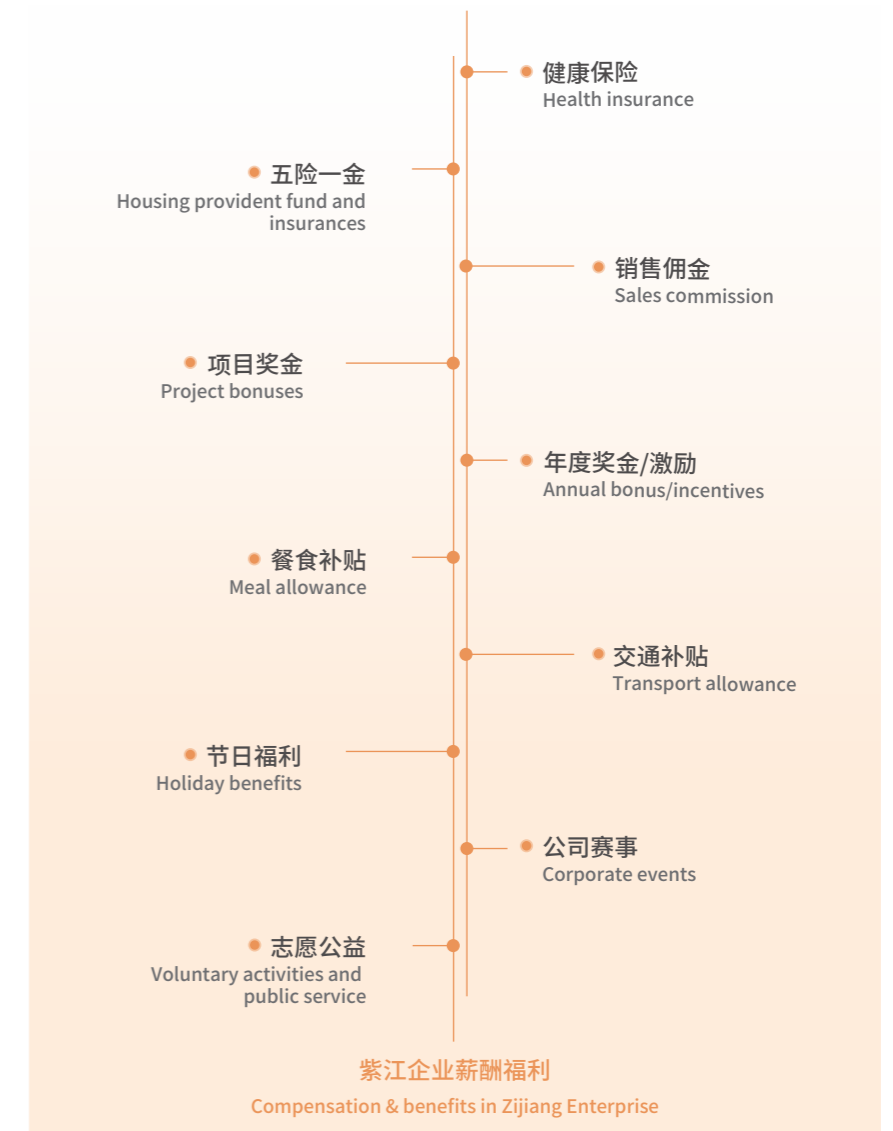 健康保险
Health insurance
五险一金
Housing provident fund and
insurances
销售佣金
Sales commission
项目奖金
Project bonuses
年度奖金/激励
Annual bonus/incentives
餐食补贴
Meal allowance
交通补贴
Transport allowance
节日福利
Holiday benefits
公司赛事
Corporate events
志愿公益
Voluntary activities and
public service
紫江企业薪酬福利
Compensation & benefits in Zijiang Enterprise